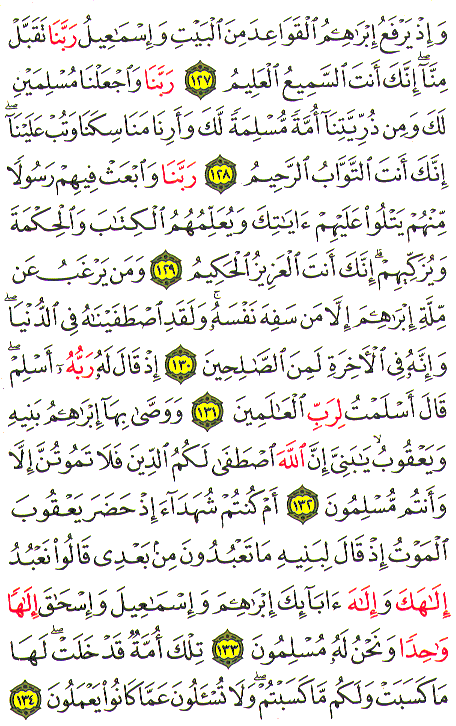 وَإِذْ يَرْفَعُ إِبْرَٰهِـۧمُ ٱلْقَوَاعِدَ مِنَ ٱلْبَيْتِ وَإِسْمَـٰعِيلُ رَبَّنَا تَقَبَّلْ
مِنَّآ ۖ إِنَّكَ أَنتَ ٱلسَّمِيعُ ٱلْعَلِيمُ ١٢٧ رَبَّنَا وَٱجْعَلْنَا مُسْلِمَيْنِ
لَكَ وَمِن ذُرِّيَّتِنَآ أُمَّةً مُّسْلِمَةً لَّكَ وَأَرِنَا مَنَاسِكَنَا وَتُبْ عَلَيْنَآ ۖ
إِنَّكَ أَنتَ ٱلتَّوَّابُ ٱلرَّحِيمُ ١٢٨ رَبَّنَا وَٱبْعَثْ فِيهِمْ رَسُولًا
مِّنْهُمْ يَتْلُوا۟ عَلَيْهِمْ ءَايَـٰتِكَ وَيُعَلِّمُهُمُ ٱلْكِتَـٰبَ وَٱلْحِكْمَةَ
وَيُزَكِّيهِمْ ۚ إِنَّكَ أَنتَ ٱلْعَزِيزُ ٱلْحَكِيمُ ١٢٩ وَمَن يَرْغَبُ عَن
مِّلَّةِ إِبْرَٰهِـۧمَ إِلَّا مَن سَفِهَ نَفْسَهُۥ ۚ وَلَقَدِ ٱصْطَفَيْنَـٰهُ فِى ٱلدُّنْيَا ۖ
وَإِنَّهُۥ فِى ٱلْـَٔاخِرَةِ لَمِنَ ٱلصَّـٰلِحِينَ ١٣٠ إِذْ قَالَ لَهُۥ رَبُّهُۥٓ أَسْلِمْ ۖ
قَالَ أَسْلَمْتُ لِرَبِّ ٱلْعَـٰلَمِينَ ١٣١ وَوَصَّىٰ بِهَآ إِبْرَٰهِـۧمُ بَنِيهِ
وَيَعْقُوبُ يَـٰبَنِىَّ إِنَّ ٱللَّهَ ٱصْطَفَىٰ لَكُمُ ٱلدِّينَ فَلَا تَمُوتُنَّ إِلَّا
وَأَنتُم مُّسْلِمُونَ ١٣٢ أَمْ كُنتُمْ شُهَدَآءَ إِذْ حَضَرَ يَعْقُوبَ
ٱلْمَوْتُ إِذْ قَالَ لِبَنِيهِ مَا تَعْبُدُونَ مِنۢ بَعْدِى قَالُوا۟ نَعْبُدُ
إِلَـٰهَكَ وَإِلَـٰهَ ءَابَآئِكَ إِبْرَٰهِـۧمَ وَإِسْمَـٰعِيلَ وَإِسْحَـٰقَ إِلَـٰهًا
وَٰحِدًا وَنَحْنُ لَهُۥ مُسْلِمُونَ ١٣٣ تِلْكَ أُمَّةٌ قَدْ خَلَتْ ۖ لَهَا
مَا كَسَبَتْ وَلَكُم مَّا كَسَبْتُمْ ۖ وَلَا تُسْـَٔلُونَ عَمَّا كَانُوا۟ يَعْمَلُونَ ١٣٤